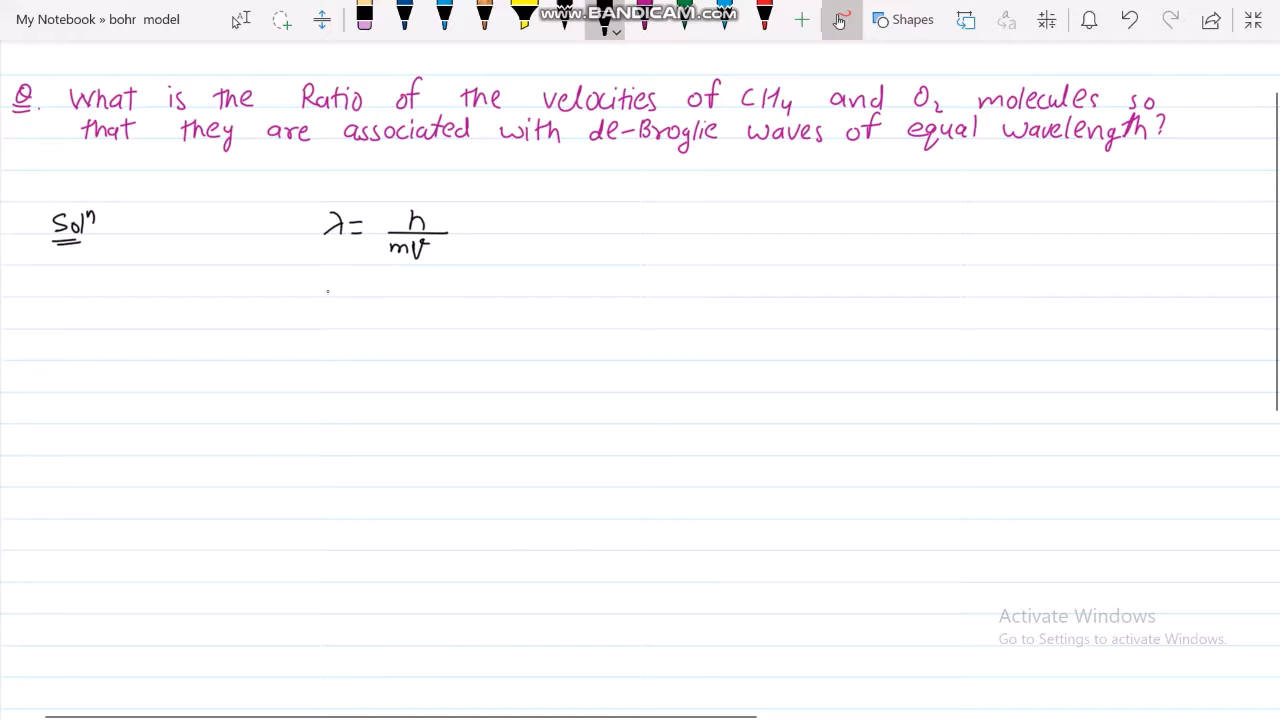 My Notebook » bohr model
WWW.BANDICAM.COM
Shapes
Q. What is the Ratio of the velocities of CH4 and O2 molecules so
that they are associated with de-Broglie waves of equal wavelength?
Solⁿ
λ = h
mv
Activate Windows
Go to Settings to activate Windows.